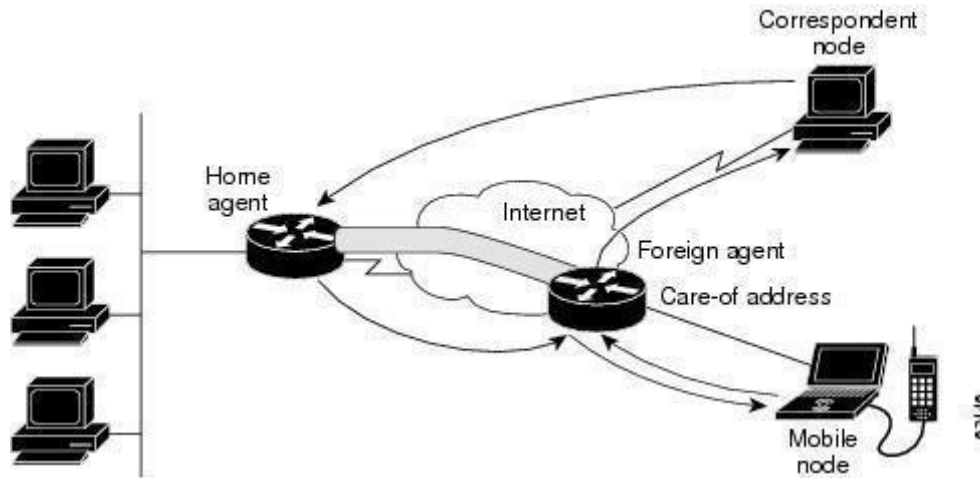 Correspondent
node
Home
agent
Internet
Foreign agent
Care-of address
Mobile
node